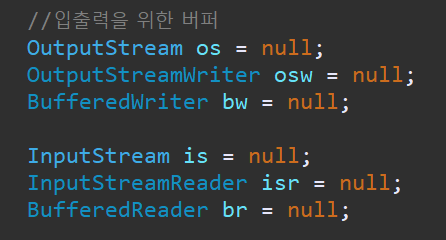 //입출력을 위한 버퍼
OutputStream os = null;
OutputStreamWriter osw = null;
BufferedWriter bw = null;
InputStream is = null;
InputStreamReader isr = null;
BufferedReader br = null;